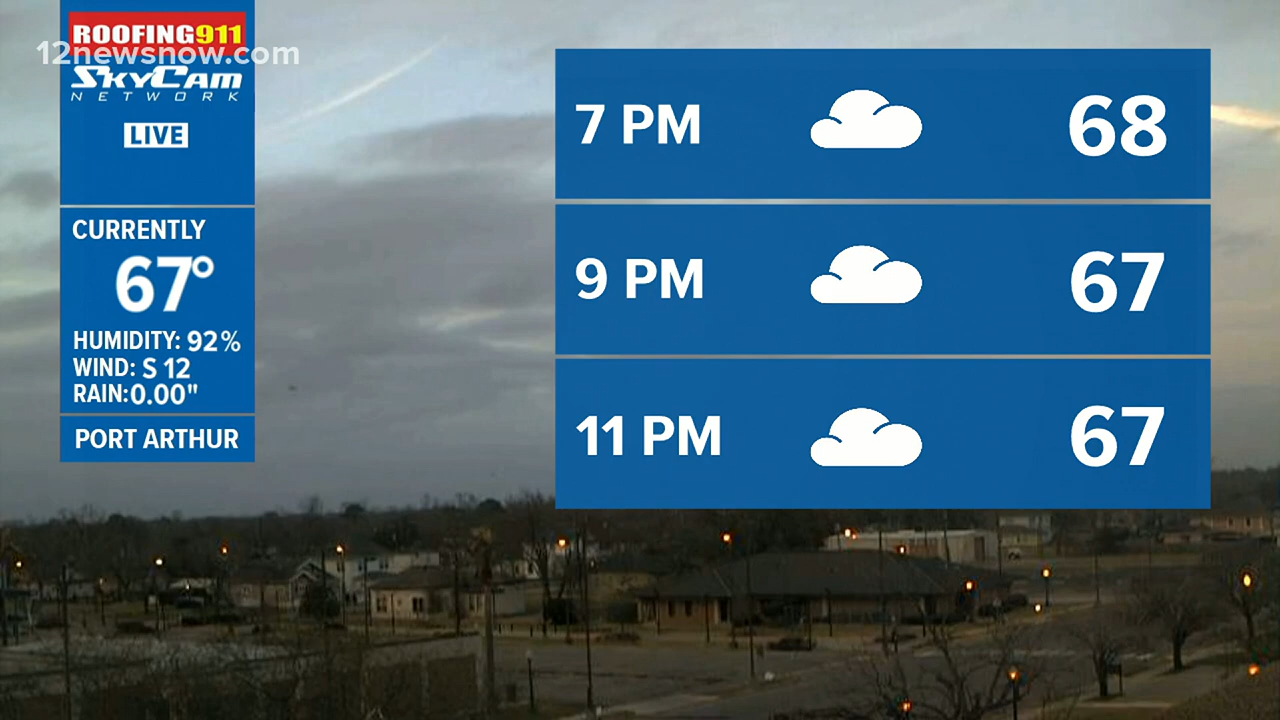 ROOFING911
12newsnow.com
SKYCAM
NETWORK
LIVE
CURRENTLY
67°
HUMIDITY: 92%
WIND: S 12
RAIN:0.00"
PORT ARTHUR
7 PM 68
9 PM 67
11 PM 67